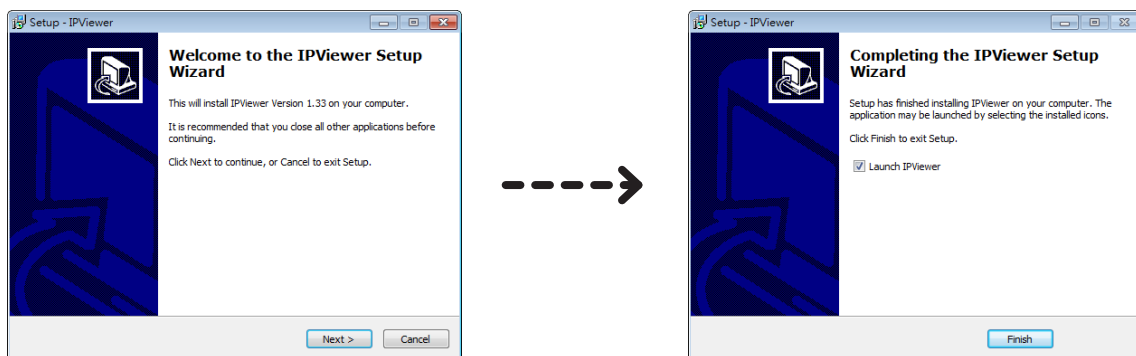 Setup - IPViewer
Welcome to the IPViewer Setup
Wizard
This will install IPViewer Version 1.33 on your computer.
It is recommended that you close all other applications before
continuing.
Click Next to continue, or Cancel to exit Setup.
Next >
Cancel
Setup - IPViewer
Completing the IPViewer Setup
Wizard
Setup has finished installing IPViewer on your computer. The
application may be launched by selecting the installed icons.
Click Finish to exit Setup.
Launch IPViewer
Finish